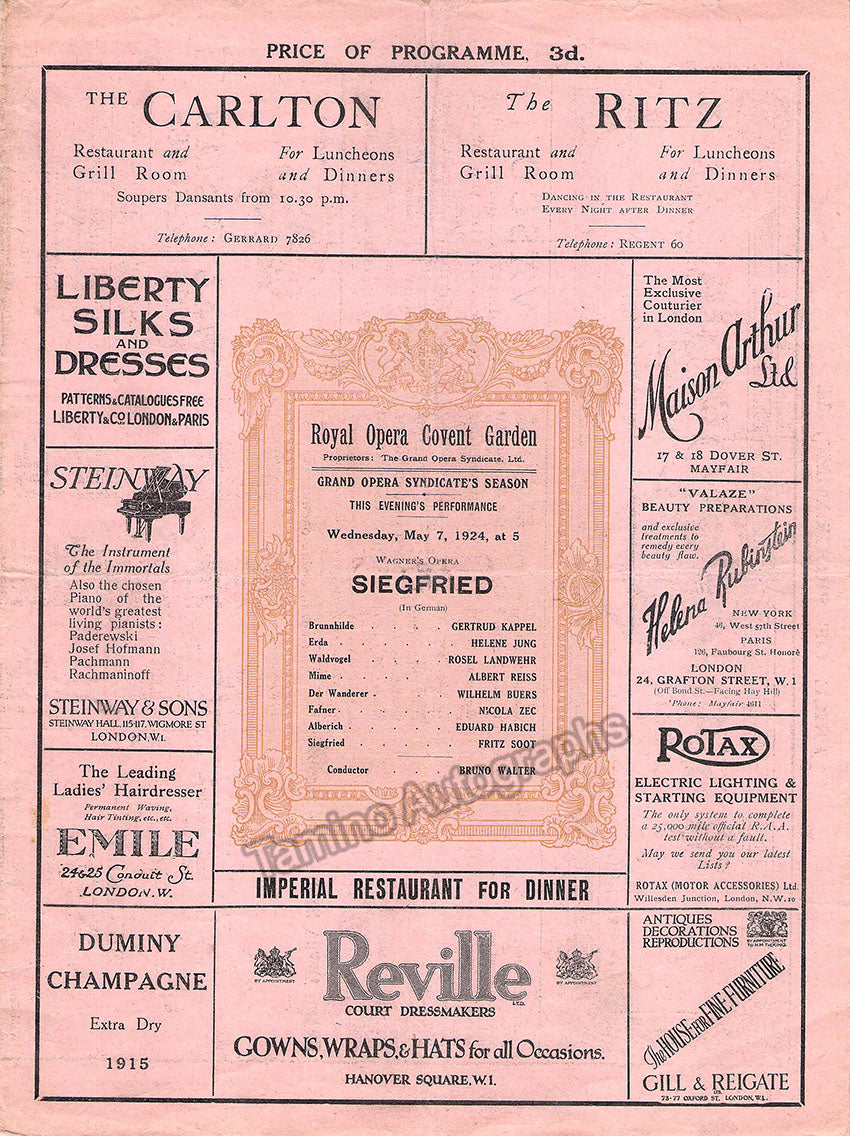 PRICE OF PROGRAMME, 3d.
THE CARLTON
Restaurant and For Luncheons
Grill Room and Dinners
Soupers Dansants from 10.30 p.m.
Telephone: GERRARD 7826
The RITZ
Restaurant and For Luncheons
Grill Room and Dinners
DANCING IN THE RESTAURANT
EVERY NIGHT AFTER DINNER
Telephone: REGENT 60
LIBERTY
SILKS
AND
DRESSES
PATTERNS & CATALOGUES FREE
LIBERTY & CO. LONDON & PARIS
STEINWAY
The Instrument
of the Immortals
Also the chosen
Piano of the
world's greatest
living pianists:
Paderewski
Josef Hofmann
Pachmann
Rachmaninoff
STEINWAY & SONS
STEINWAY HALL, 115-117, WIGMORE ST
LONDON, W.1.
The Leading
Ladies' Hairdresser
Permanent Waving,
Hair Tinting, etc., etc.
EMILE
24 & 25 Conduit St.
LONDON. W.
Royal Opera Covent Garden
Proprietors: The Grand Opera Syndicate, Ltd.
GRAND OPERA SYNDICATE'S SEASON
THIS EVENING'S PERFORMANCE
Wednesday, May 7, 1924, at 5
WAGNER'S OPERA
SIEGFRIED
(In German)
Brunnhilde . . . . GERTRUD KAPPEL
Erda . . . . HELENE JUNG
Waldvogel . . . . ROSEL LANDWEHR
Mime . . . . ALBERT REISS
Der Wanderer . . . . WILHELM BUERS
Fafner . . . . NICOLA ZEC
Alberich . . . . EDUARD HABICH
Siegfried . . . . FRITZ SOOT
Conductor BRUNO WALTER
Tamino Autographs
IMPERIAL RESTAURANT FOR DINNER
The Most
Exclusive
Couturier
in London
Maison Arthur
Ltd
17 & 18 DOVER ST.
MAYFAIR
"VALAZE"
BEAUTY PREPARATIONS
and exclusive
treatments to
remedy every
beauty flaw.
Helena Rubinstein
NEW YORK
46, West 57th Street
PARIS
126, Faubourg St. Honoré
LONDON
24, GRAFTON STREET, W.1
(Off Bond St.—Facing Hay Hill)
'Phone: Mayfair 4611
ROTAX
ELECTRIC LIGHTING &
STARTING EQUIPMENT
The only system to complete
a 25,000 mile official R.A.A.
test without a fault.
May we send you our latest
Lists?
ROTAX (MOTOR ACCESSORIES) Ltd.
Willesden Junction, London, N.W.10
DUMINY
CHAMPAGNE
Extra Dry
1915
BY APPOINTMENT
Reville
LTD.
BY APPOINTMENT
COURT DRESSMAKERS
GOWNS, WRAPS, & HATS for all Occasions.
HANOVER SQUARE, W.1.
ANTIQUES
DECORATIONS
REPRODUCTIONS
BY APPOINTMENT
TO H.M. THE KING
The HOUSE for FINE FURNITURE
GILL & REIGATE
LTD.
73-77 OXFORD ST. LONDON, W.1.